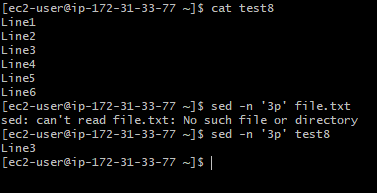 [ec2-user@ip-172-31-33-77 ~]$ cat test8
Line1
Line2
Line3
Line4
Line5
Line6
[ec2-user@ip-172-31-33-77 ~]$ sed -n '3p' file.txt
sed: can't read file.txt: No such file or directory
[ec2-user@ip-172-31-33-77 ~]$ sed -n '3p' test8
Line3
[ec2-user@ip-172-31-33-77 ~]$